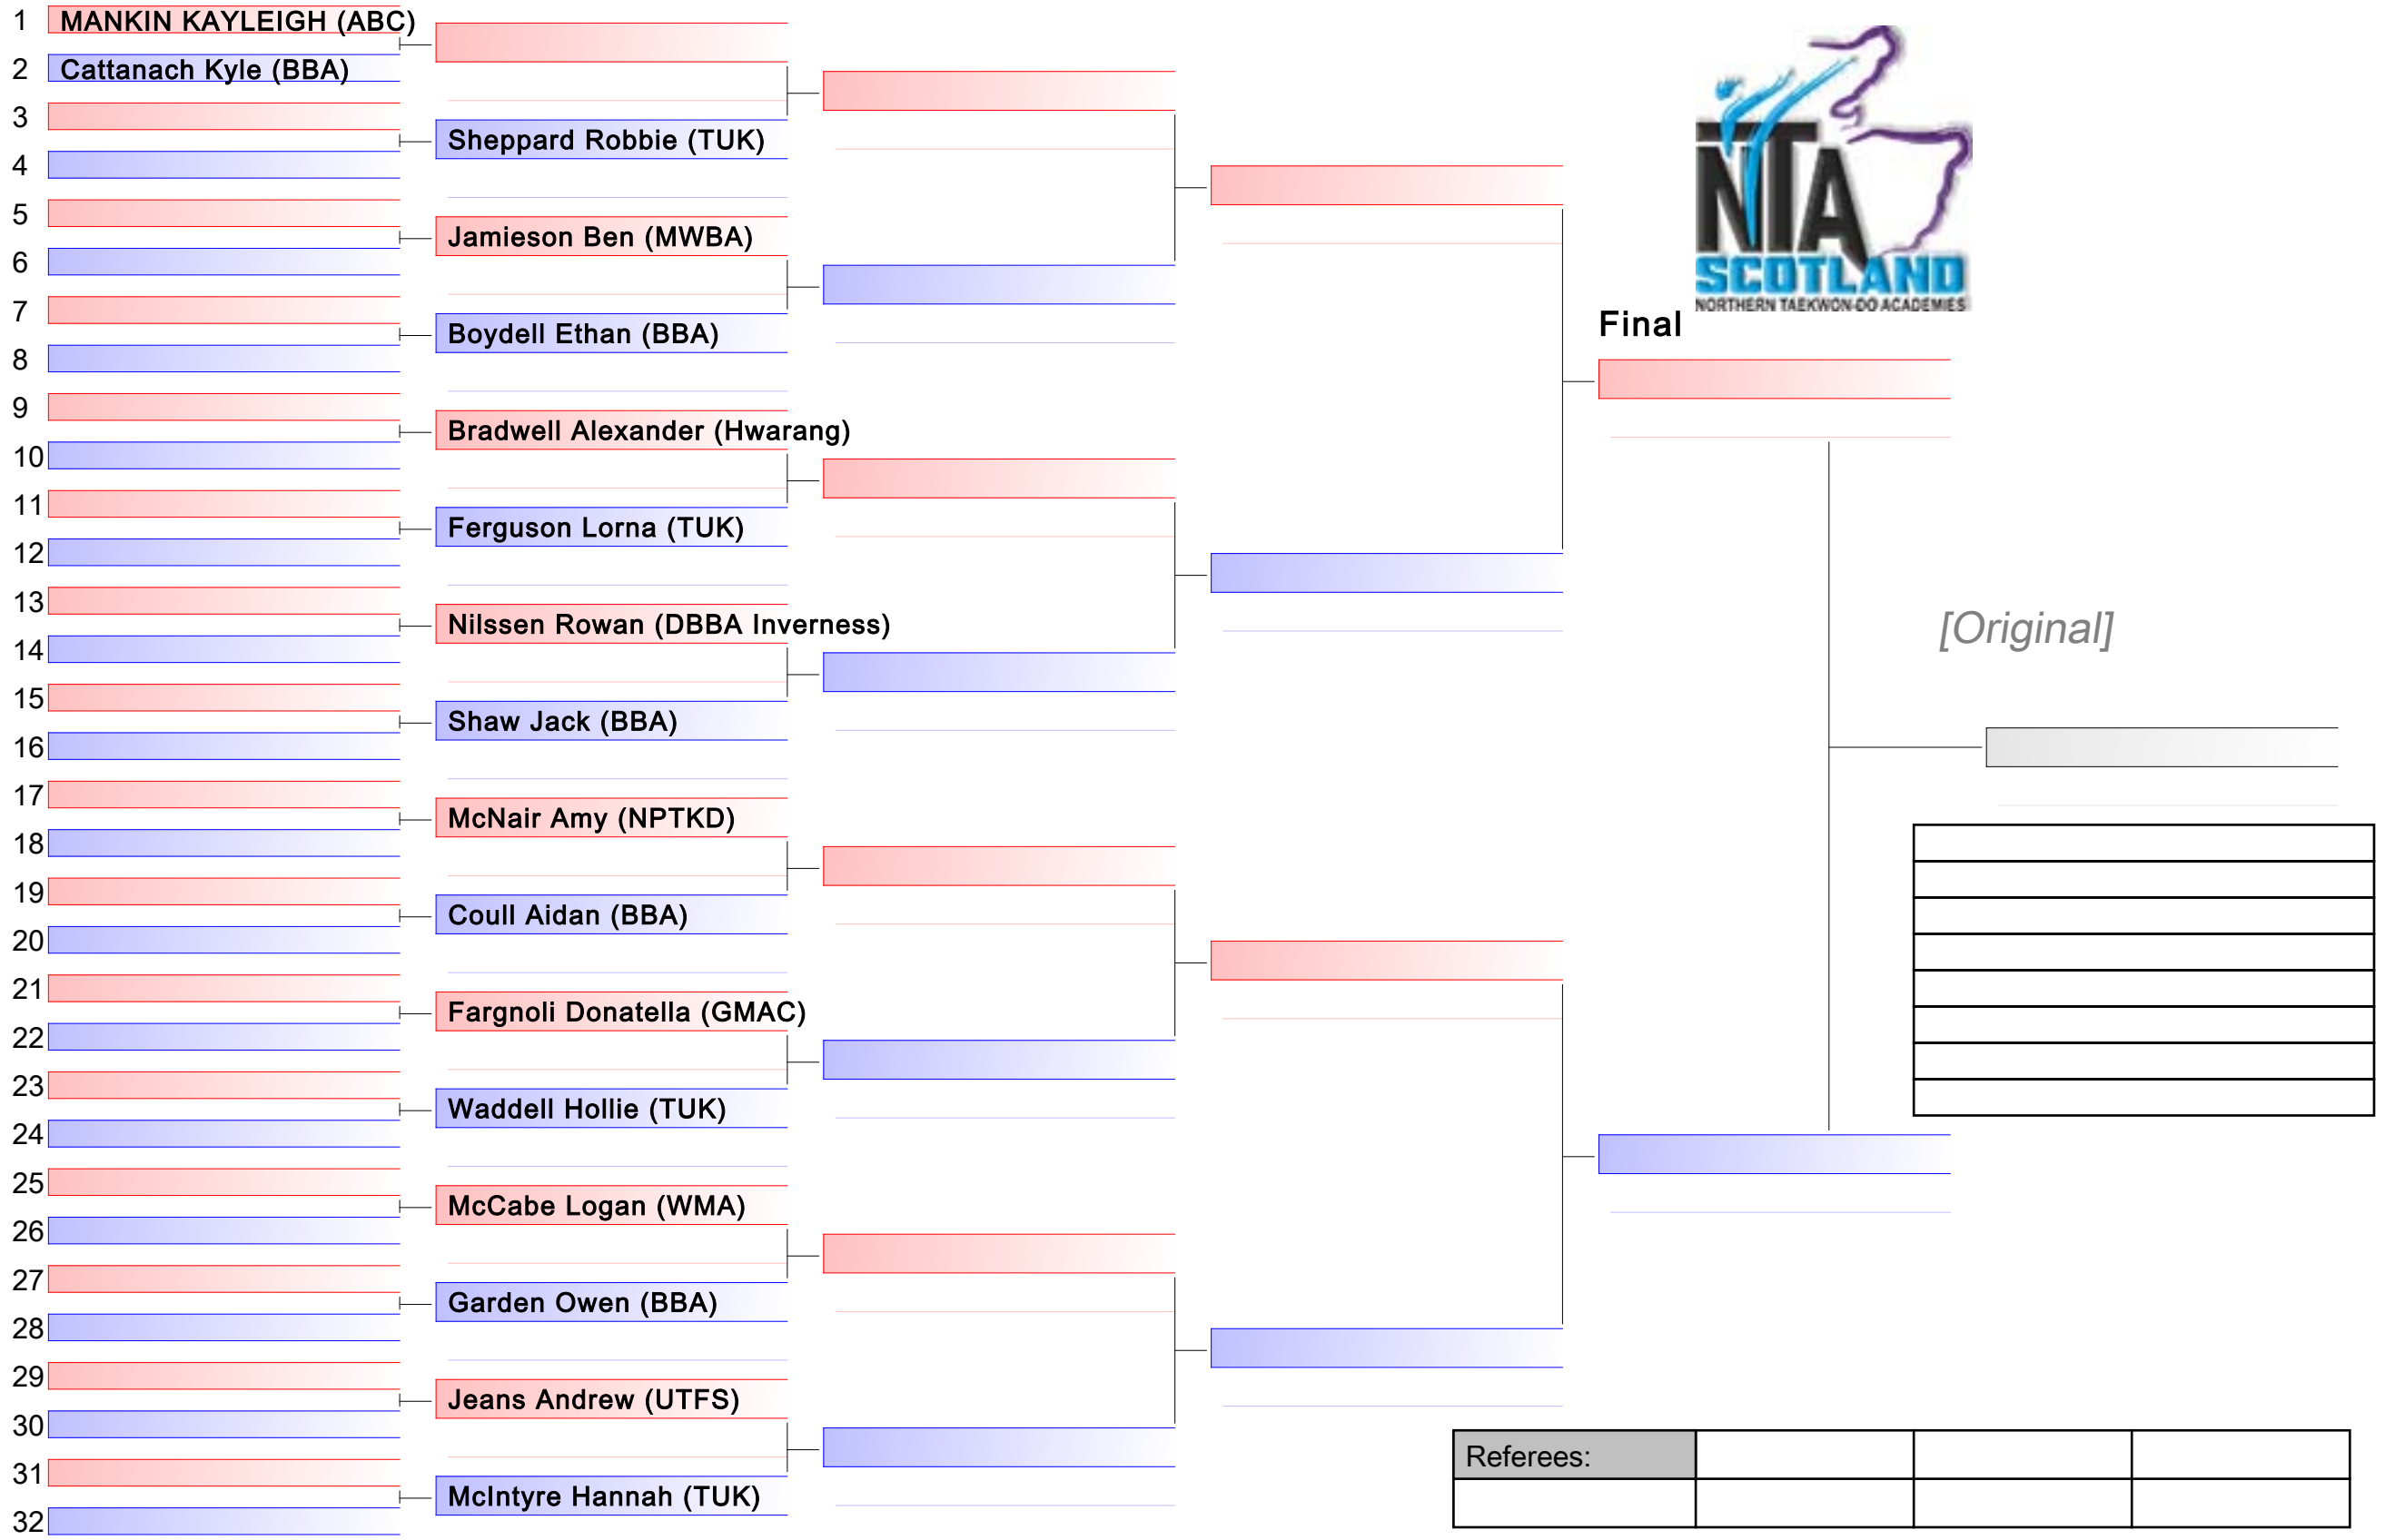 1 MANKIN KAYLEIGH (ABC)
2 Cattanach Kyle (BBA)
3
Sheppard Robbie (TUK)
4
5
Jamieson Ben (MWBA)
6
7
Boydell Ethan (BBA)
8
9
Bradwell Alexander (Hwarang)
10
11
Ferguson Lorna (TUK)
12
13
Nilssen Rowan (DBBA Inverness)
14
15
Shaw Jack (BBA)
16
17
McNair Amy (NPTKD)
18
19
Coull Aidan (BBA)
20
21
Fargnoli Donatella (GMAC)
22
23
Waddell Hollie (TUK)
24
25
McCabe Logan (WMA)
26
27
Garden Owen (BBA)
28
29
Jeans Andrew (UTFS)
30
31
McIntyre Hannah (TUK)
32
NTA
SCOTLAND
NORTHERN TAEKWON-DO ACADEMIES
Final
[Original]
Referees: